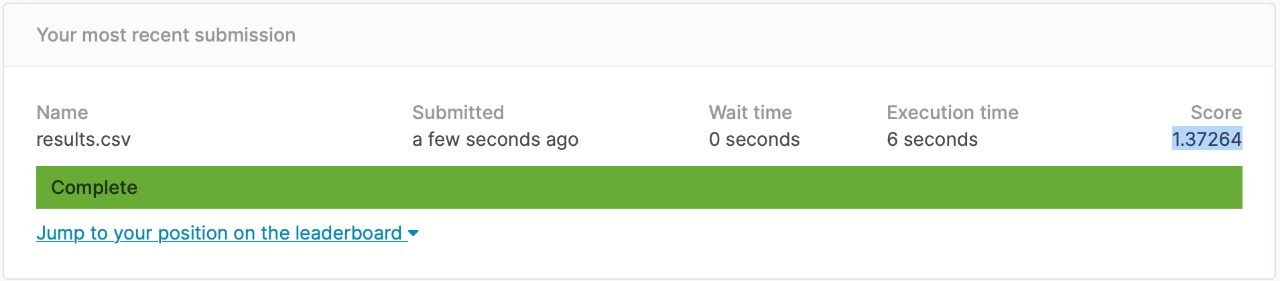 Your most recent submission
Name Submitted Wait time Execution time Score
results.csv a few seconds ago 0 seconds 6 seconds 1.37264
Complete
Jump to your position on the leaderboard